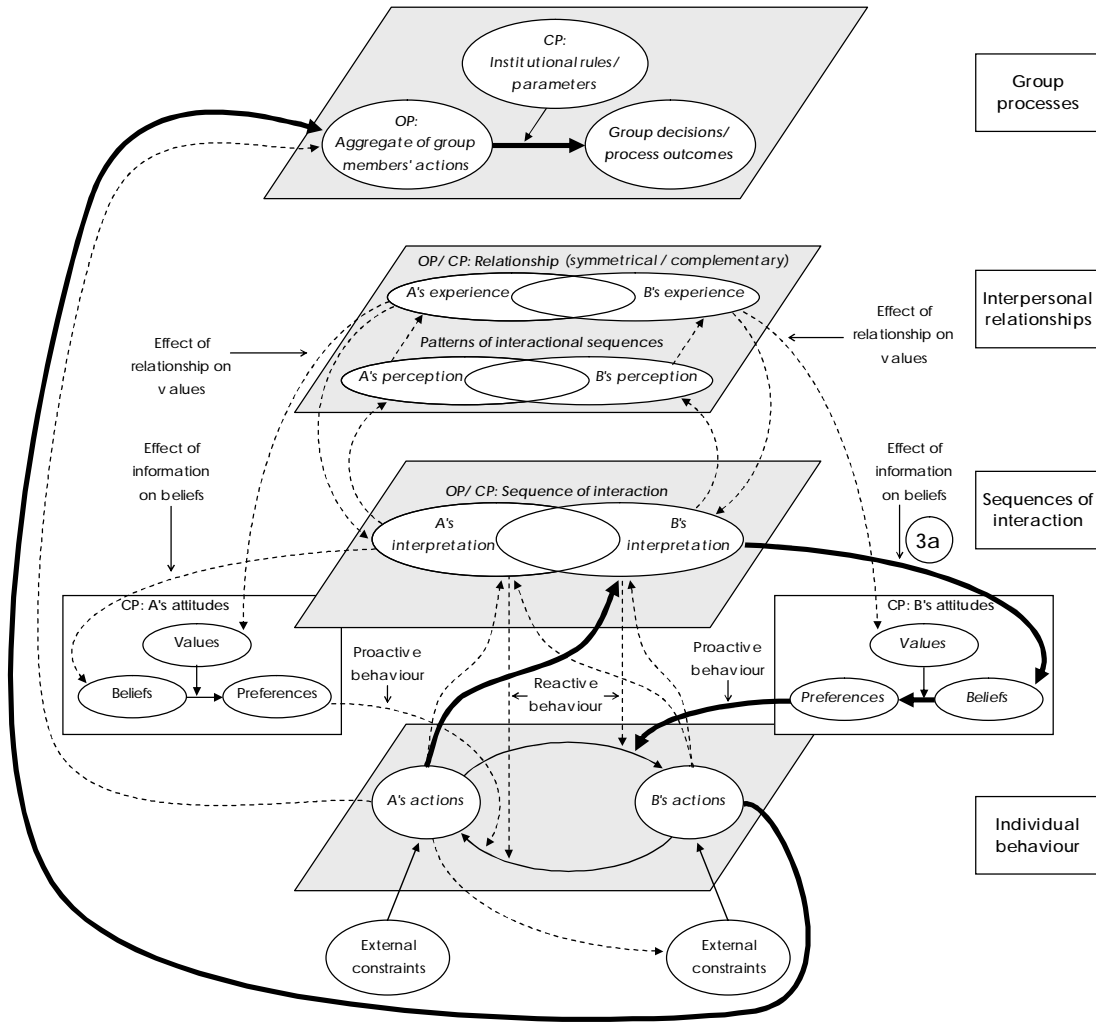 CP:
Institutional rules/
parameters
Group
processes
OP:
Aggregate of group
members' actions
Group decisions/
process outcomes
OP/ CP: Relationship (symmetrical / complementary)
A's experience
B's experience
Interpersonal
relationships
Effect of
relationship on
values
Effect of
relationship on
values
Patterns of interactional sequences
A's perception
B's perception
Effect of
information
on beliefs
Effect of
information
on beliefs
OP/ CP: Sequence of interaction
A's
interpretation
B's
interpretation
3a
Sequences of
interaction
CP: A's attitudes
Values
Beliefs
Preferences
Proactive
behaviour
Reactive
behaviour
Proactive
behaviour
CP: B's attitudes
Values
Preferences
Beliefs
A's actions
B's actions
Individual
behaviour
External
constraints
External
constraints